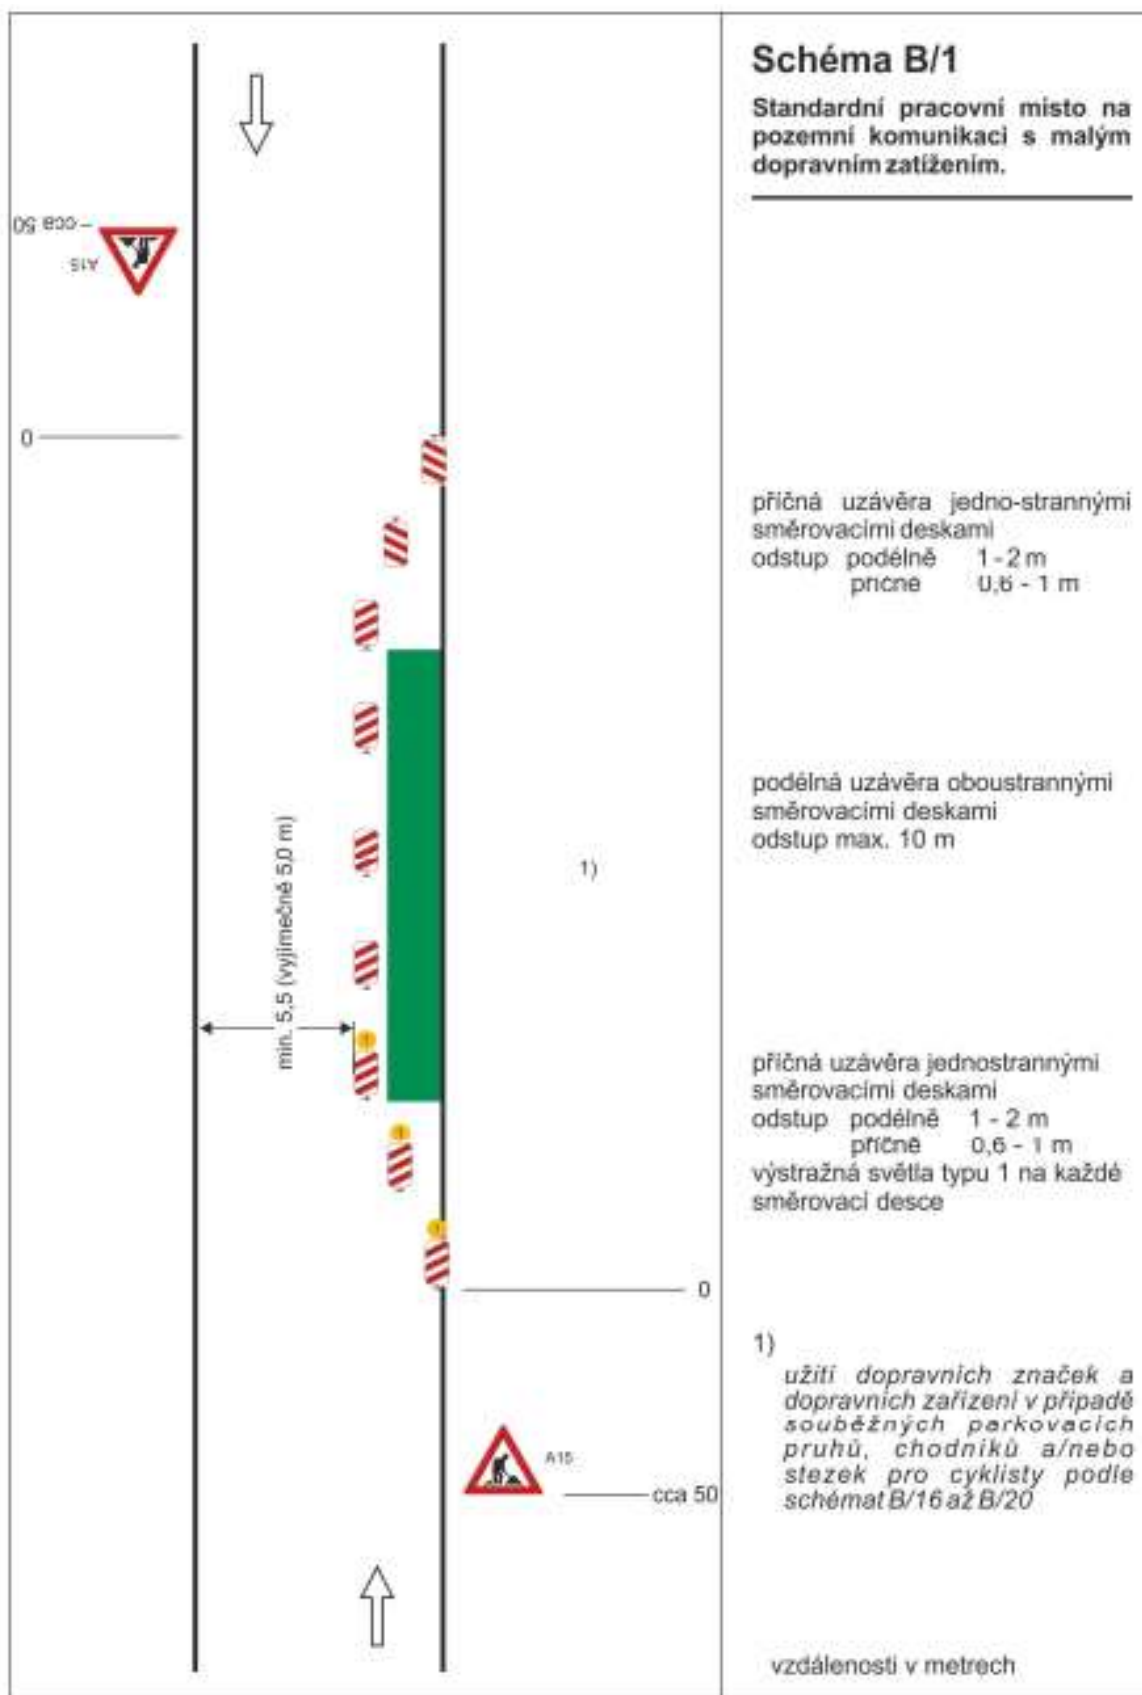 Schéma B/1
Standardní pracovní místo na
pozemní komunikaci s malým
dopravním zatížením.
cca 50
A15
0
příčná uzávěra jedno-strannými
směrovacími deskami
odstup podélně 1-2 m
příčně 0,6 - 1 m
podélná uzávěra oboustrannými
směrovacími deskami
odstup max. 10 m
1)
min. 5,5 (vyjímečně 5,0 m)
příčná uzávěra jednostrannými
směrovacími deskami
odstup podélně 1 - 2 m
příčně 0,6 - 1 m
výstražná světla typu 1 na každé
směrovací desce
1
1
1
0
A15
cca 50
1)
užití dopravních značek a
dopravních zařízení v případě
souběžných parkovacích
pruhů, chodníků a/nebo
stezek pro cyklisty podle
schémat B/16 až B/20
vzdálenosti v metrech